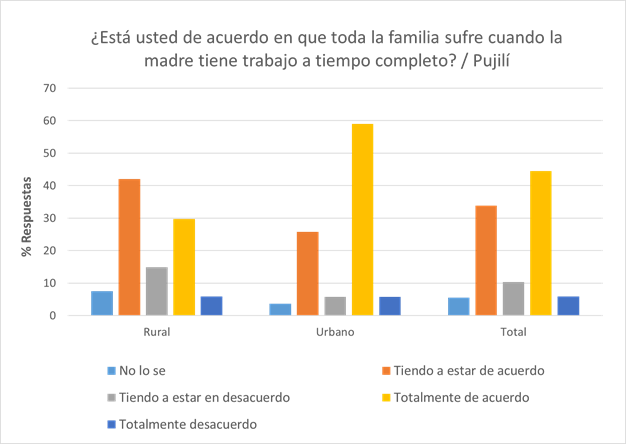 ¿Está usted de acuerdo en que toda la familia sufre cuando la
madre tiene trabajo a tiempo completo? / Pujilí
70
60
50
40
30
20
10
0
% Respuestas
Rural
Urbano
Total
No lo se
Tiendo a estar de acuerdo
Tiendo a estar en desacuerdo
Totalmente de acuerdo
Totalmente desacuerdo